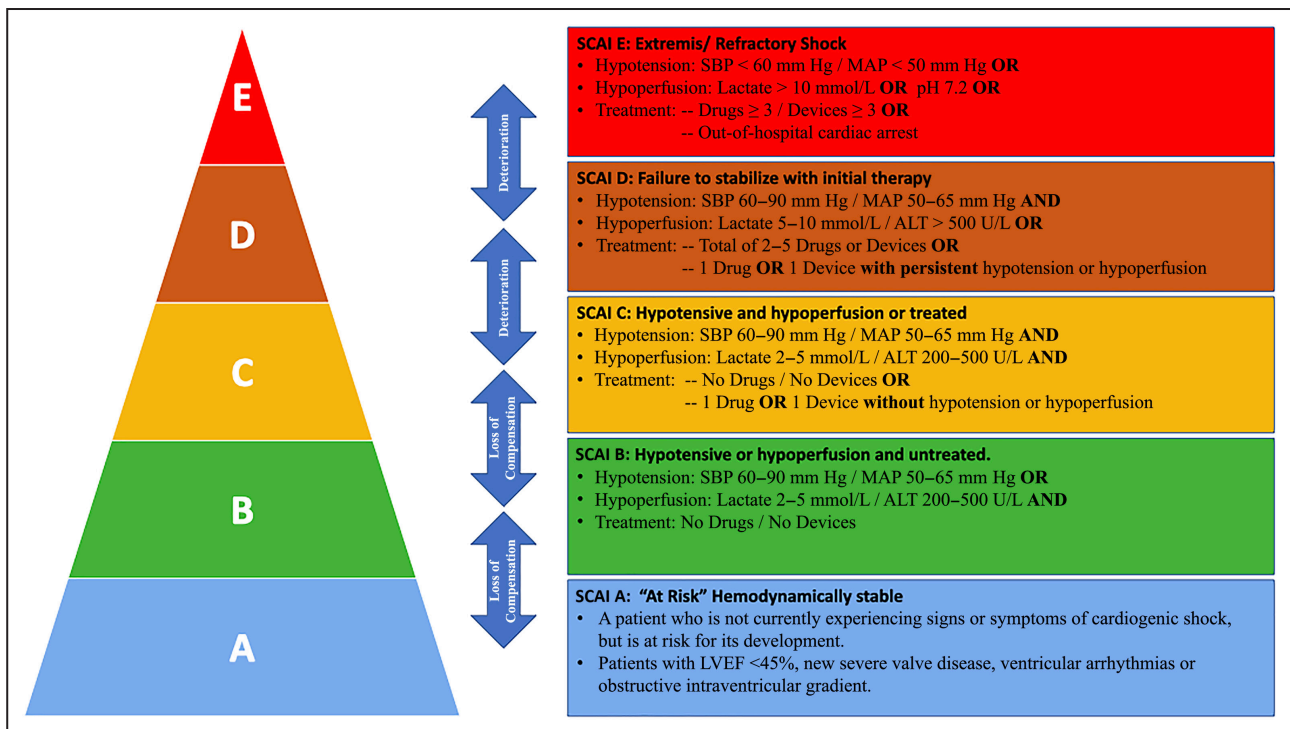 E
D
C
B
A
Deterioration
Deterioration
Loss of
Compensation
Loss of
Compensation
SCAI E: Extremis/ Refractory Shock
• Hypotension: SBP < 60 mm Hg / MAP < 50 mm Hg OR
• Hypoperfusion: Lactate > 10 mmol/L OR pH 7.2 OR
• Treatment: -- Drugs ≥ 3 / Devices ≥ 3 OR
-- Out-of-hospital cardiac arrest
SCAI D: Failure to stabilize with initial therapy
• Hypotension: SBP 60–90 mm Hg / MAP 50–65 mm Hg AND
• Hypoperfusion: Lactate 5–10 mmol/L / ALT > 500 U/L OR
• Treatment: -- Total of 2–5 Drugs or Devices OR
-- 1 Drug OR 1 Device with persistent hypotension or hypoperfusion
SCAI C: Hypotensive and hypoperfusion or treated
• Hypotension: SBP 60–90 mm Hg / MAP 50–65 mm Hg AND
• Hypoperfusion: Lactate 2–5 mmol/L / ALT 200–500 U/L AND
• Treatment: -- No Drugs / No Devices OR
-- 1 Drug OR 1 Device without hypotension or hypoperfusion
SCAI B: Hypotensive or hypoperfusion and untreated.
• Hypotension: SBP 60–90 mm Hg / MAP 50–65 mm Hg OR
• Hypoperfusion: Lactate 2–5 mmol/L / ALT 200–500 U/L AND
• Treatment: No Drugs / No Devices
SCAI A: “At Risk” Hemodynamically stable
• A patient who is not currently experiencing signs or symptoms of cardiogenic shock,
but is at risk for its development.
• Patients with LVEF <45%, new severe valve disease, ventricular arrhythmias or
obstructive intraventricular gradient.